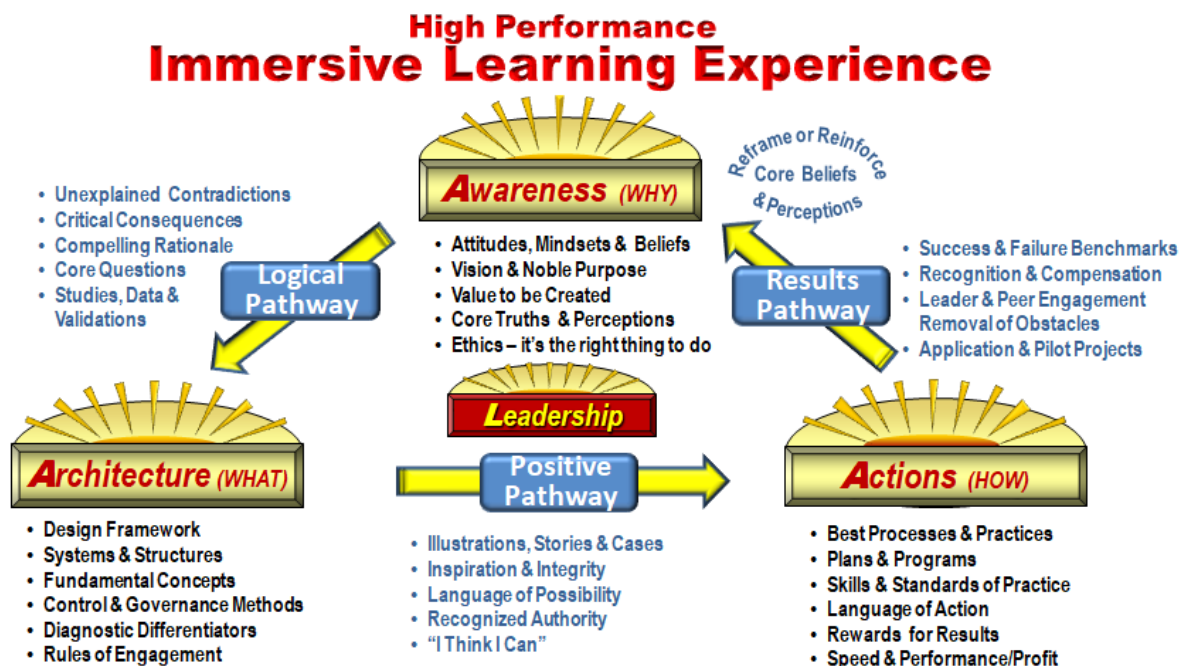 High Performance
Immersive Learning Experience
Awareness (WHY)
• Attitudes, Mindsets & Beliefs
• Vision & Noble Purpose
• Value to be Created
• Core Truths & Perceptions
• Ethics – it's the right thing to do
Reframe or Reinforce
Core Beliefs
& Perceptions
• Unexplained Contradictions
• Critical Consequences
• Compelling Rationale
• Core Questions
• Studies, Data &
Validations
Logical
Pathway
Results
Pathway
• Success & Failure Benchmarks
• Recognition & Compensation
• Leader & Peer Engagement
Removal of Obstacles
• Application & Pilot Projects
Leadership
Architecture (WHAT)
• Design Framework
• Systems & Structures
• Fundamental Concepts
• Control & Governance Methods
• Diagnostic Differentiators
• Rules of Engagement
Positive
Pathway
• Illustrations, Stories & Cases
• Inspiration & Integrity
• Language of Possibility
• Recognized Authority
• “I Think I Can”
Actions (HOW)
• Best Processes & Practices
• Plans & Programs
• Skills & Standards of Practice
• Language of Action
• Rewards for Results
• Speed & Performance/Profit